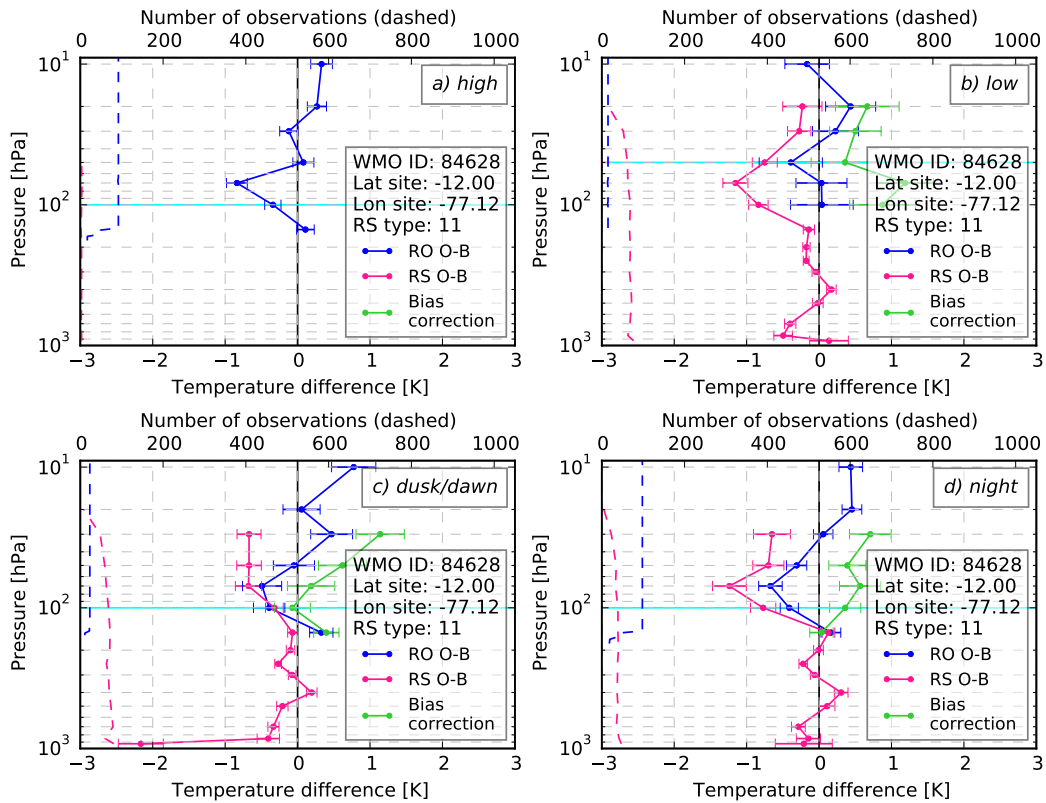 Number of observations (dashed)
0 200 400 600 800 1000
10^1
10^2
10^3
Pressure [hPa]
a) high
WMO ID: 84628
Lat site: -12.00
Lon site: -77.12
RS type: 11
RO O-B
RS O-B
Bias
correction
−3 −2 −1 0 1 2 3
Temperature difference [K]
Number of observations (dashed)
0 200 400 600 800 1000
10^1
10^2
10^3
Pressure [hPa]
b) low
WMO ID: 84628
Lat site: -12.00
Lon site: -77.12
RS type: 11
RO O-B
RS O-B
Bias
correction
−3 −2 −1 0 1 2 3
Temperature difference [K]
Number of observations (dashed)
0 200 400 600 800 1000
10^1
10^2
10^3
Pressure [hPa]
c) dusk/dawn
WMO ID: 84628
Lat site: -12.00
Lon site: -77.12
RS type: 11
RO O-B
RS O-B
Bias
correction
−3 −2 −1 0 1 2 3
Temperature difference [K]
Number of observations (dashed)
0 200 400 600 800 1000
10^1
10^2
10^3
Pressure [hPa]
d) night
WMO ID: 84628
Lat site: -12.00
Lon site: -77.12
RS type: 11
RO O-B
RS O-B
Bias
correction
−3 −2 −1 0 1 2 3
Temperature difference [K]